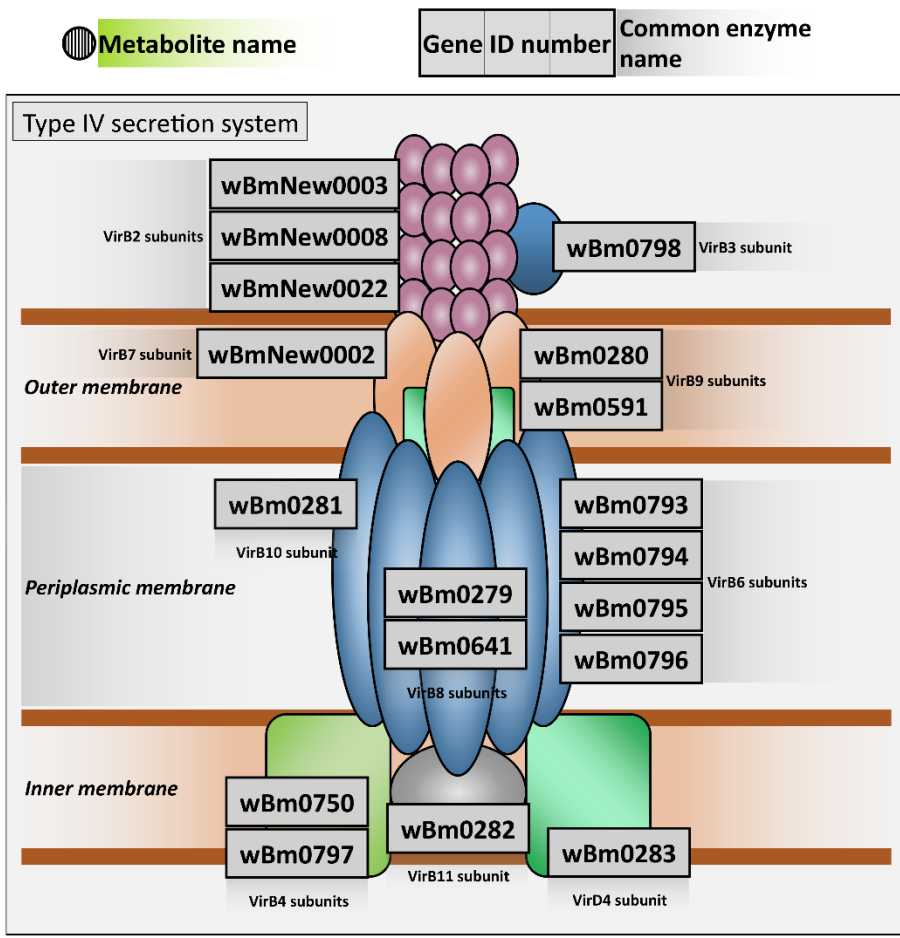 Metabolite name
Gene ID number
Common enzyme
name
Type IV secretion system
wBmNew0003
wBmNew0008
wBmNew0022
VirB2 subunits
wBm0798
VirB3 subunit
VirB7 subunit
wBmNew0002
Outer membrane
wBm0280
wBm0591
VirB9 subunits
wBm0281
VirB10 subunit
Periplasmic membrane
wBm0279
wBm0641
VirB8 subunits
wBm0793
wBm0794
wBm0795
wBm0796
VirB6 subunits
Inner membrane
wBm0750
wBm0797
VirB4 subunits
wBm0282
VirB11 subunit
wBm0283
VirD4 subunit